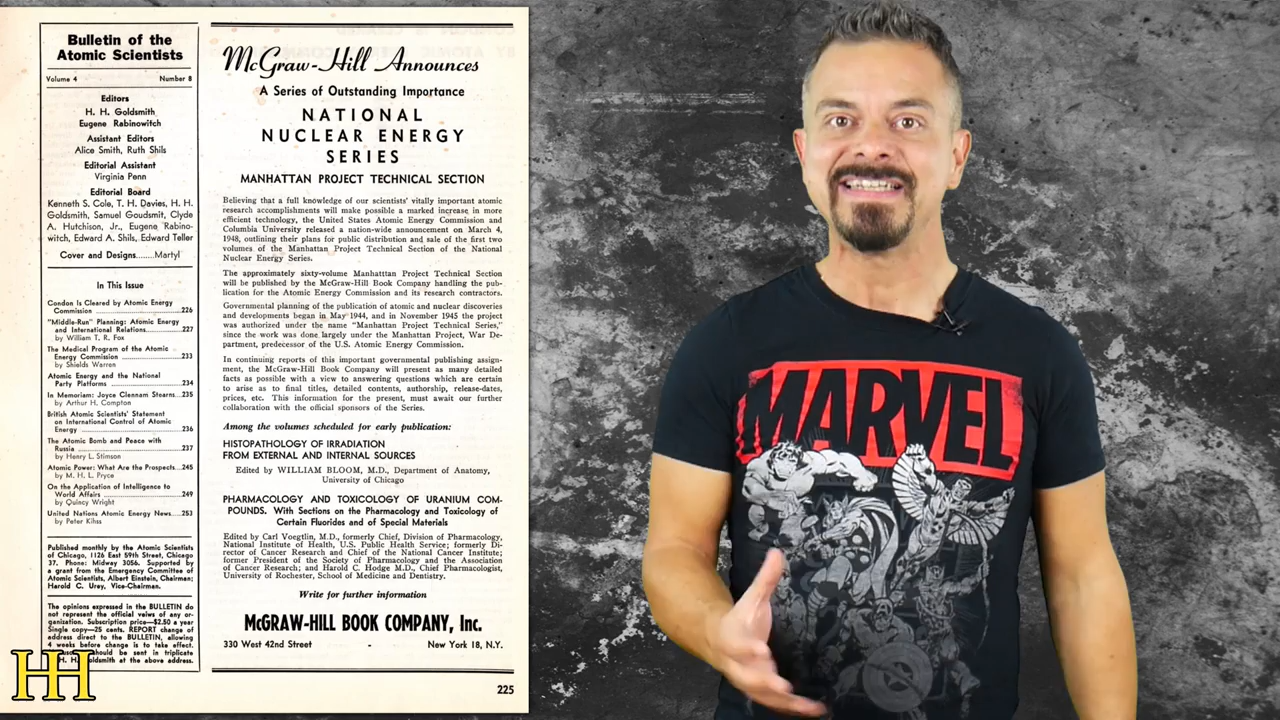 Bulletin of the
Atomic Scientists
Volume 4 Number 8
Editors
H. H. Goldsmith
Eugene Rabinowitch
Assistant Editors
Alice Smith, Ruth Shils
Editorial Assistant
Virginia Penn
Editorial Board
Kenneth S. Cole, T. H. Davies, H. H.
Goldsmith, Samuel Goudsmit, Clyde
A. Hutchison, Jr., Eugene Rabino-
witch, Edward A. Shils, Edward Teller
Cover and Designs......Martyl
In This Issue
Condon Is Cleared by Atomic Energy
Commission ..........226
"Middle-Run" Planning: Atomic Energy
and International Relations..........227
by William T. R. Fox
The Medical Program of the Atomic
Energy Commission ..........233
by Shields Warren
Atomic Energy and the National
Party Platforms ..........234
In Memoriam: Joyce Clennam Stearns...235
by Arthur H. Compton
British Atomic Scientists' Statement
on International Control of Atomic
Energy ..........236
The Atomic Bomb and Peace with
Russia ..........237
by Henry L. Stimson
Atomic Power: What Are the Prospects...245
by M. H. L. Pryce
On the Application of Intelligence to
World Affairs ..........249
by Quincy Wright
United Nations Atomic Energy News.....253
by Peter Kihss
Published monthly by the Atomic Scientists
of Chicago, 1126 East 59th Street, Chicago
37. Phone: Midway 3056. Supported by
a grant from the Emergency Committee of
Atomic Scientists, Albert Einstein, Chairman;
Harold C. Urey, Vice-Chairman.
The opinions expressed in the BULLETIN do
not represent the official veiws of any or-
ganization. Subscription price—$2.50 a year
Single copy—25 cents. REPORT change of
address direct to the BULLETIN, allowing
4 weeks before change is to take effect.
should be sent in triplicate
H. H. Goldsmith at the above address.
McGraw-Hill Announces
A Series of Outstanding Importance
NATIONAL
NUCLEAR ENERGY
SERIES
MANHATTAN PROJECT TECHNICAL SECTION
Believing that a full knowledge of our scientists' vitally important atomic
research accomplishments will make possible a marked increase in more
efficient technology, the United States Atomic Energy Commission and
Columbia University released a nation-wide announcement on March 4,
1948, outlining their plans for public distribution and sale of the first two
volumes of the Manhattan Project Technical Section of the National
Nuclear Energy Series.
The approximately sixty-volume Manhatttan Project Technical Section
will be published by the McGraw-Hill Book Company handling the pub-
lication for the Atomic Energy Commission and its research contractors.
Governmental planning of the publication of atomic and nuclear discoveries
and developments began in May 1944, and in November 1945 the project
was authorized under the name "Manhattan Project Technical Series,"
since the work was done largely under the Manhattan Project, War De-
partment, predecessor of the U.S. Atomic Energy Commission.
In continuing reports of this important governmental publishing assign-
ment, the McGraw-Hill Book Company will present as many detailed
facts as possible with a view to answering questions which are certain
to arise as to final titles, detailed contents, authorship, release-dates,
prices, etc. This information for the present, must await our further
collaboration with the official sponsors of the Series.
Among the volumes scheduled for early publication:
HISTOPATHOLOGY OF IRRADIATION
FROM EXTERNAL AND INTERNAL SOURCES
Edited by WILLIAM BLOOM, M.D., Department of Anatomy,
University of Chicago
PHARMACOLOGY AND TOXICOLOGY OF URANIUM COM-
POUNDS. With Sections on the Pharmacology and Toxicology of
Certain Fluorides and of Special Materials
Edited by Carl Voegtlin, M.D., formerly Chief, Division of Pharmacology,
National Institute of Health, U.S. Public Health Service; formerly Di-
rector of Cancer Research and Chief of the National Cancer Institute;
former President of the Society of Pharmacology and the Association
of Cancer Research; and Harold C. Hodge M.D., Chief Pharmacologist,
University of Rochester, School of Medicine and Dentistry.
Write for further information
McGRAW-HILL BOOK COMPANY, Inc.
330 West 42nd Street - New York 18, N.Y.
225
MARVEL
HH